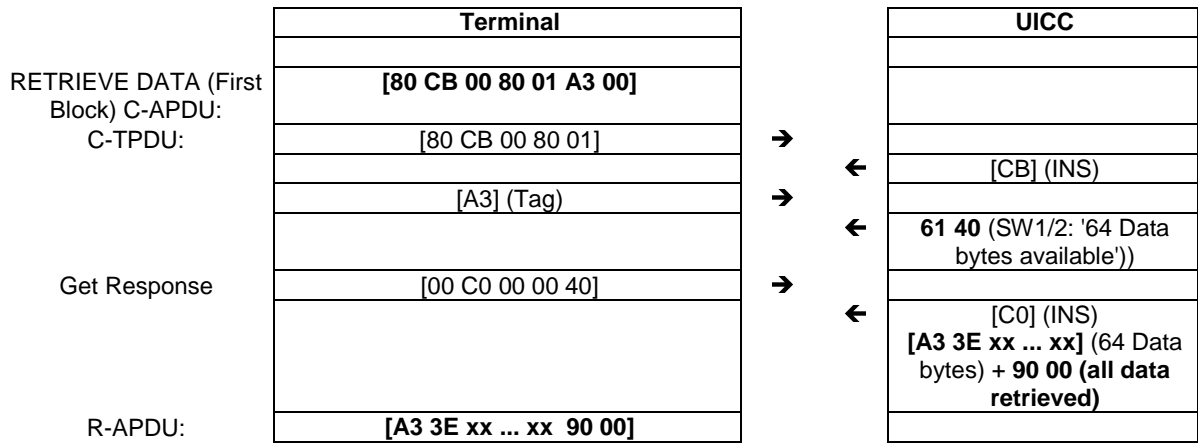 Terminal UICC
RETRIEVE DATA (First [80 CB 00 80 01 A3 00]
Block) C-APDU:
C-TPDU: [80 CB 00 80 01] ➔
🡸 [CB] (INS)
[A3] (Tag) ➔
🡸 61 40 (SW1/2: '64 Data
bytes available'))
Get Response [00 C0 00 00 40] ➔
🡸 [C0] (INS)
[A3 3E xx ... xx] (64 Data
bytes) + 90 00 (all data
retrieved)
R-APDU: [A3 3E xx ... xx 90 00]